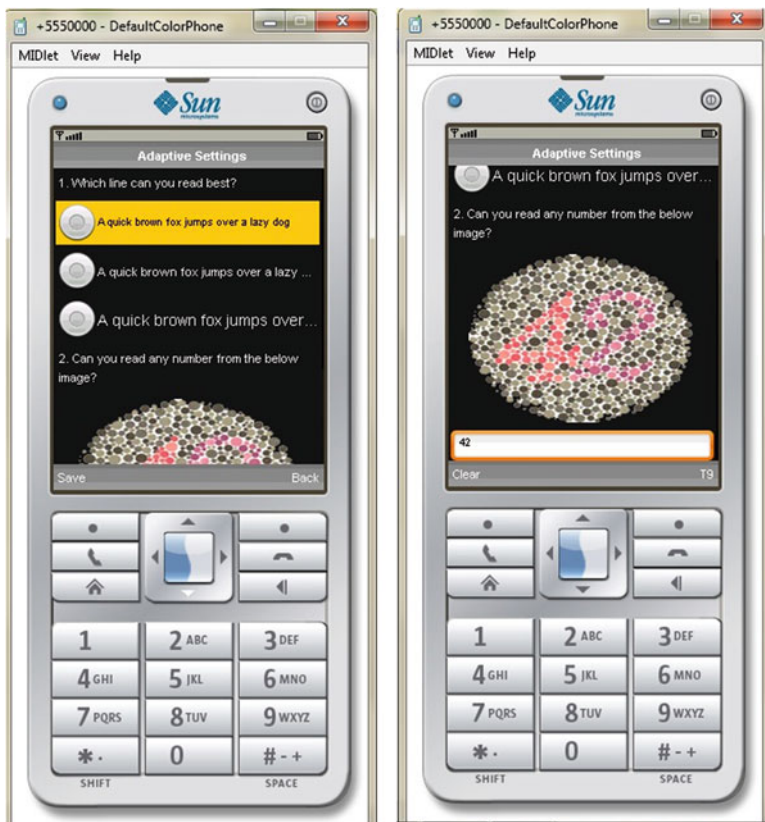 +5550000 - DefaultColorPhone
MIDlet View Help
Sun
microsystems
Adaptive Settings
1. Which line can you read best?
A quick brown fox jumps over a lazy dog
A quick brown fox jumps over a lazy ...
A quick brown fox jumps over...
2. Can you read any number from the below
image?
Save Back
1 2 ABC 3 DEF
4 GHI 5 JKL 6 MNO
7 PQRS 8 TUV 9 WXYZ
* . 0 # - +
SHIFT SPACE
+5550000 - DefaultColorPhone
MIDlet View Help
Sun
microsystems
Adaptive Settings
A quick brown fox jumps over...
2. Can you read any number from the below
image?
42
42
Clear T9
1 2 ABC 3 DEF
4 GHI 5 JKL 6 MNO
7 PQRS 8 TUV 9 WXYZ
* . 0 # - +
SHIFT SPACE